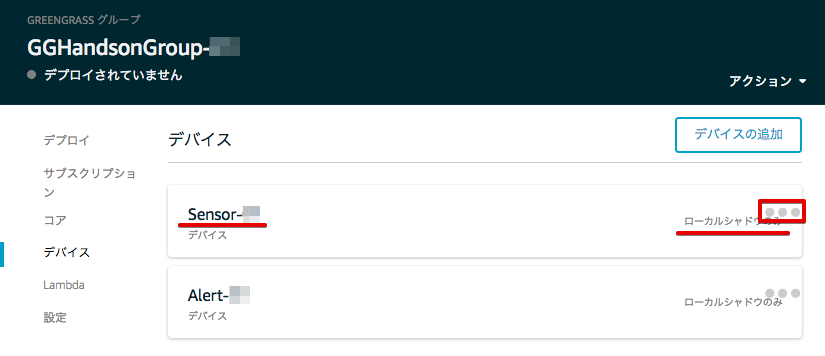 GREENGRASS グループ
GGHandsonGroup-
デプロイされていません
アクション
デプロイ
サブスクリプショ
ン
コア
デバイス
Lambda
設定
デバイス
デバイスの追加
Sensor-
デバイス
ローカルシャドウのみ
Alert-
デバイス
ローカルシャドウのみ